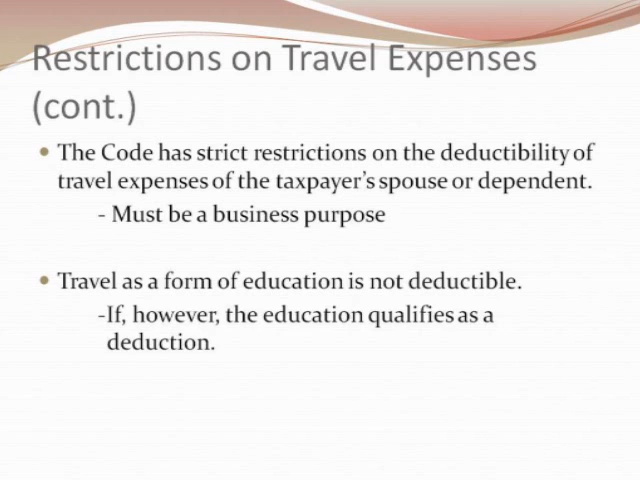 Restrictions on Travel Expenses
(cont.)
• The Code has strict restrictions on the deductibility of
travel expenses of the taxpayer's spouse or dependent.
- Must be a business purpose
• Travel as a form of education is not deductible.
-If, however, the education qualifies as a
deduction.